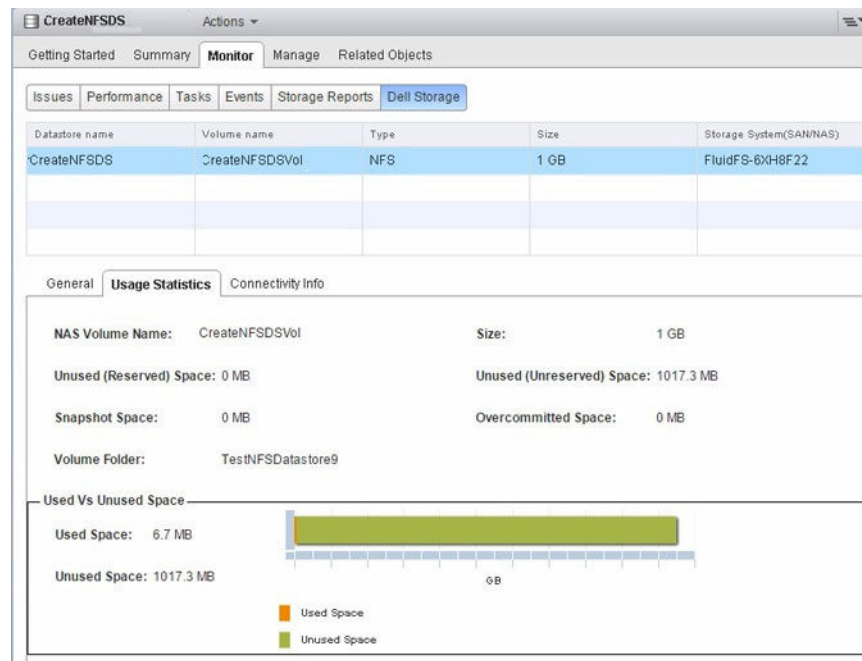 CreateNFSDS Actions
Getting Started Summary Monitor Manage Related Objects
Issues Performance Tasks Events Storage Reports Dell Storage
Datastore name Volume name Type Size Storage System(SAN/NAS)
CreateNFSDS CreateNFSDSVol NFS 1 GB FluidFS-6XH8F22
General Usage Statistics Connectivity Info
NAS Volume Name: CreateNFSDSVol Size: 1 GB
Unused (Reserved) Space: 0 MB Unused (Unreserved) Space: 1017.3 MB
Snapshot Space: 0 MB Overcommitted Space: 0 MB
Volume Folder: TestNFSDatastore9
Used Vs Unused Space
Used Space: 6.7 MB
Unused Space: 1017.3 MB
GB
Used Space
Unused Space